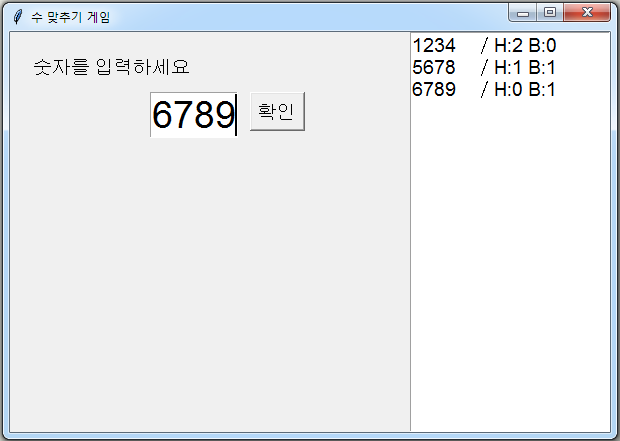 수 맞추기 게임
숫자를 입력하세요
6789
확인
1234 / H:2 B:0
5678 / H:1 B:1
6789 / H:0 B:1